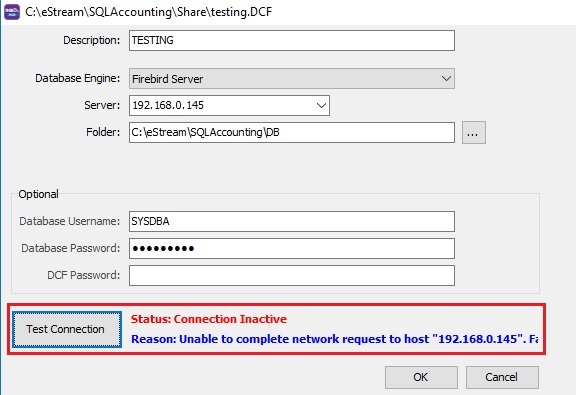 C:\eStream\SQLAccounting\Share\testing.DCF
Description: TESTING
Database Engine: Firebird Server
Server: 192.168.0.145
Folder: C:\eStream\SQLAccounting\DB ...
Optional
Database Username: SYSDBA
Database Password: ●●●●●●●●●
DCF Password:
Test Connection
Status: Connection Inactive
Reason: Unable to complete network request to host "192.168.0.145". Fa
OK Cancel